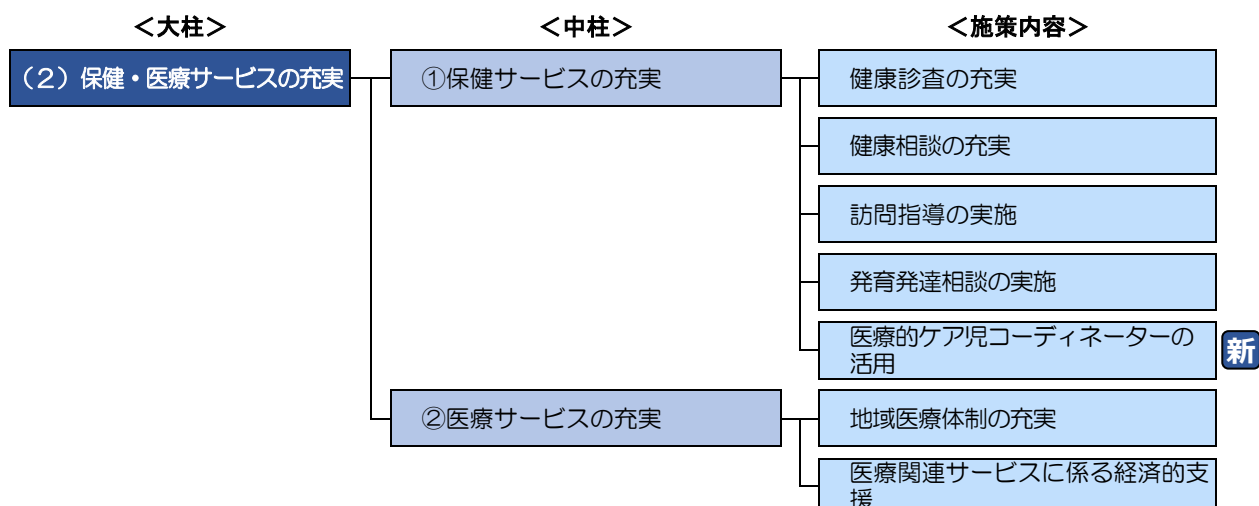 ＜大柱＞
＜中柱＞
＜施策内容＞
（2）保健・医療サービスの充実
①保健サービスの充実
健康診査の充実
健康相談の充実
訪問指導の実施
発育発達相談の実施
医療的ケア児コーディネーターの
活用
新
②医療サービスの充実
地域医療体制の充実
医療関連サービスに係る経済的支
援